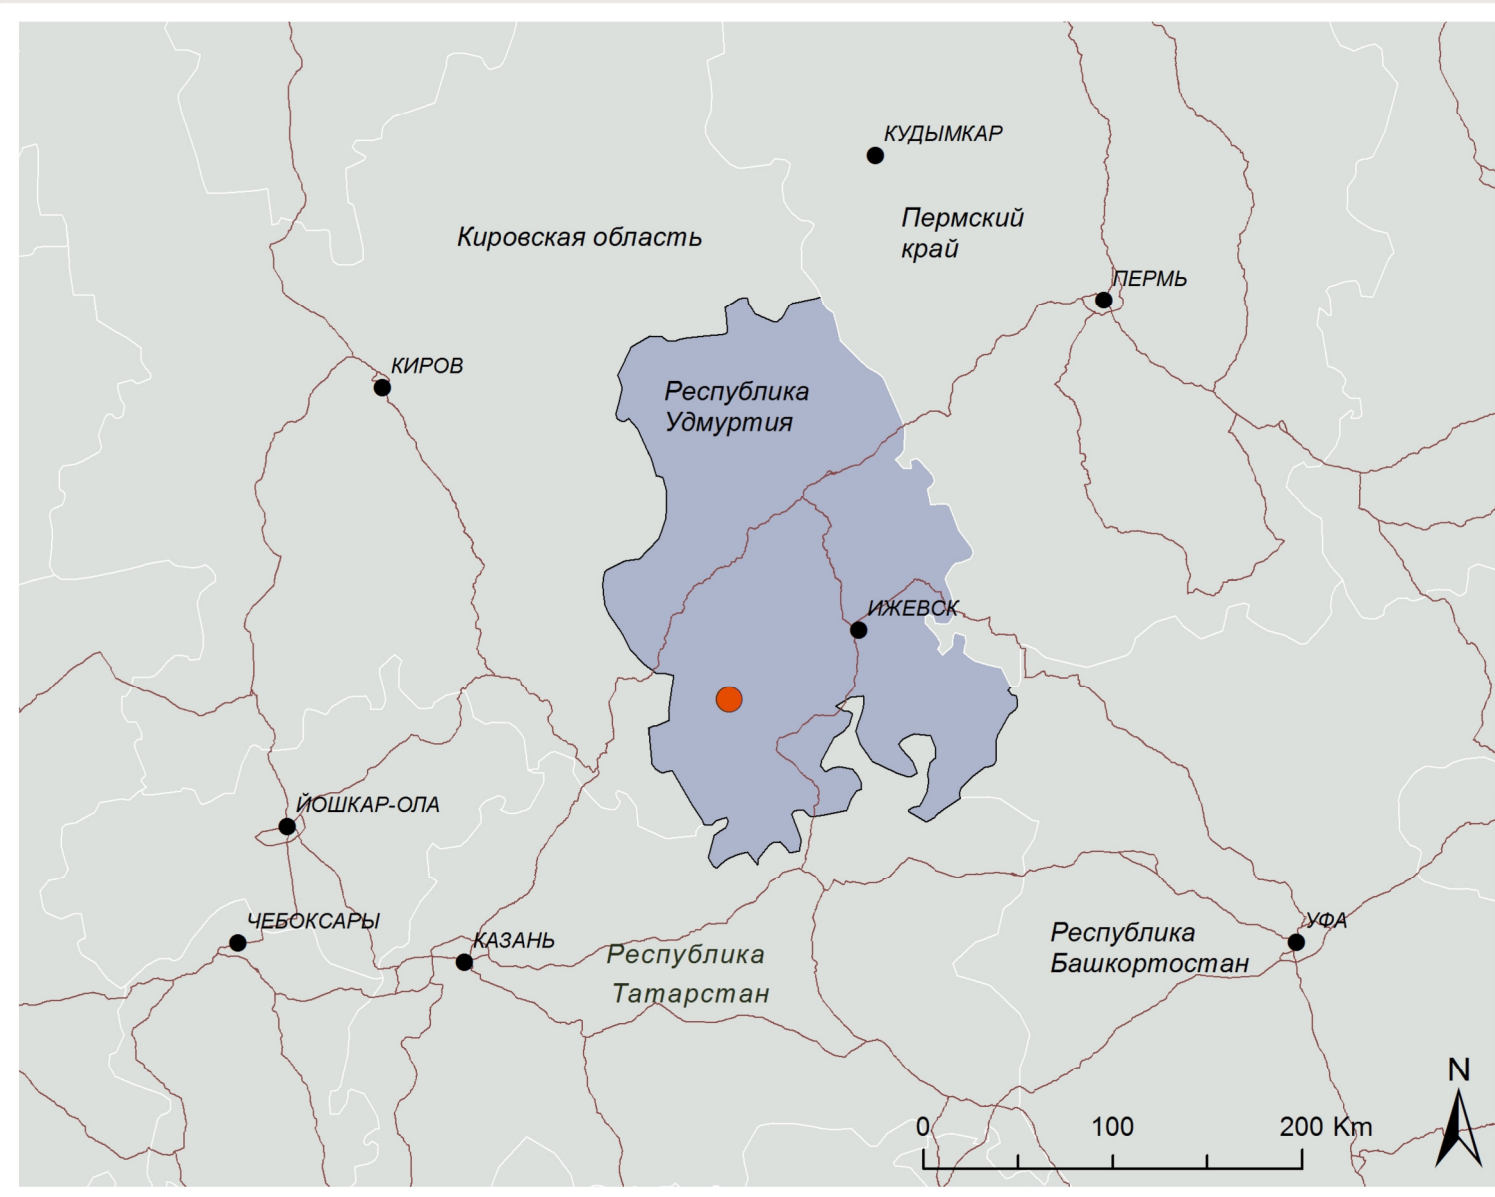 КУДЫМКАР
Пермский
край
Кировская область
ПЕРМЬ
КИРОВ
Республика
Удмуртия
ИЖЕВСК
ЙОШКАР-ОЛА
ЧЕБОКСАРЫ
КАЗАНЬ
Республика
Татарстан
Республика
Башкортостан
УФА
N
0 100 200 Km